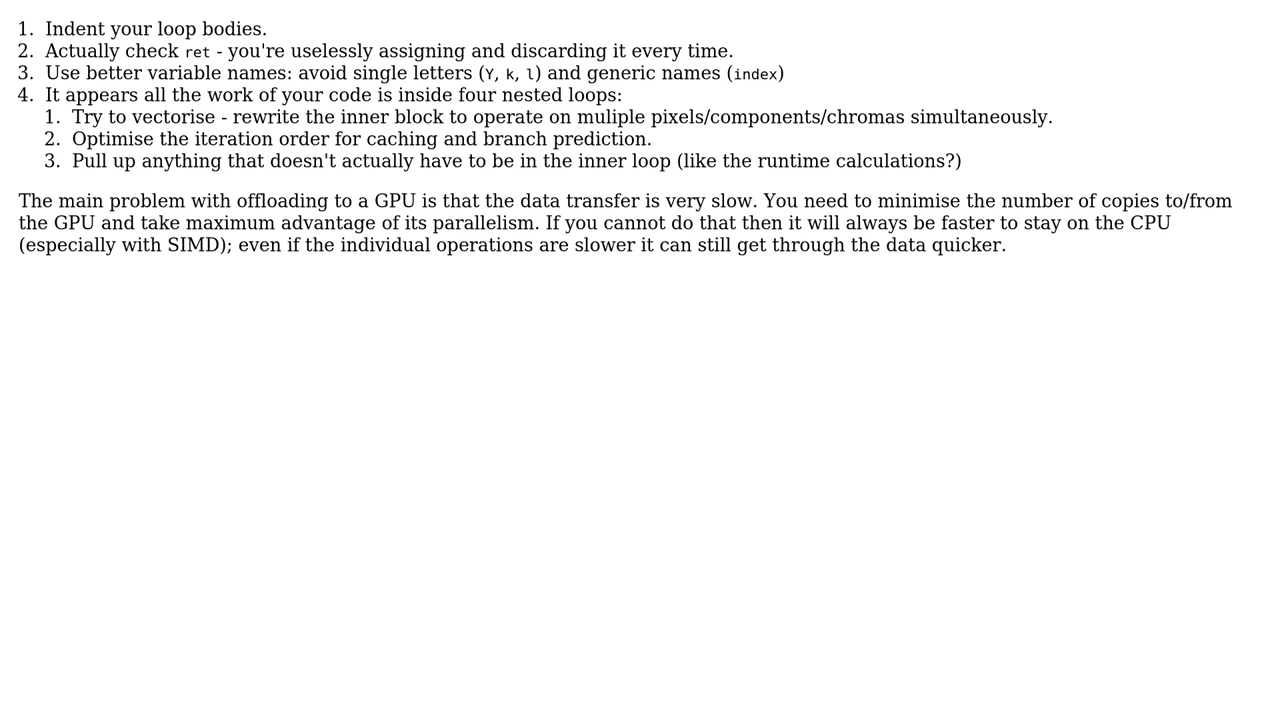 1. Indent your loop bodies.
2. Actually check ret - you're uselessly assigning and discarding it every time.
3. Use better variable names: avoid single letters (Y, k, l) and generic names (index)
4. It appears all the work of your code is inside four nested loops:
1. Try to vectorise - rewrite the inner block to operate on muliple pixels/components/chromas simultaneously.
2. Optimise the iteration order for caching and branch prediction.
3. Pull up anything that doesn't actually have to be in the inner loop (like the runtime calculations?)
The main problem with offloading to a GPU is that the data transfer is very slow. You need to minimise the number of copies to/from
the GPU and take maximum advantage of its parallelism. If you cannot do that then it will always be faster to stay on the CPU
(especially with SIMD); even if the individual operations are slower it can still get through the data quicker.